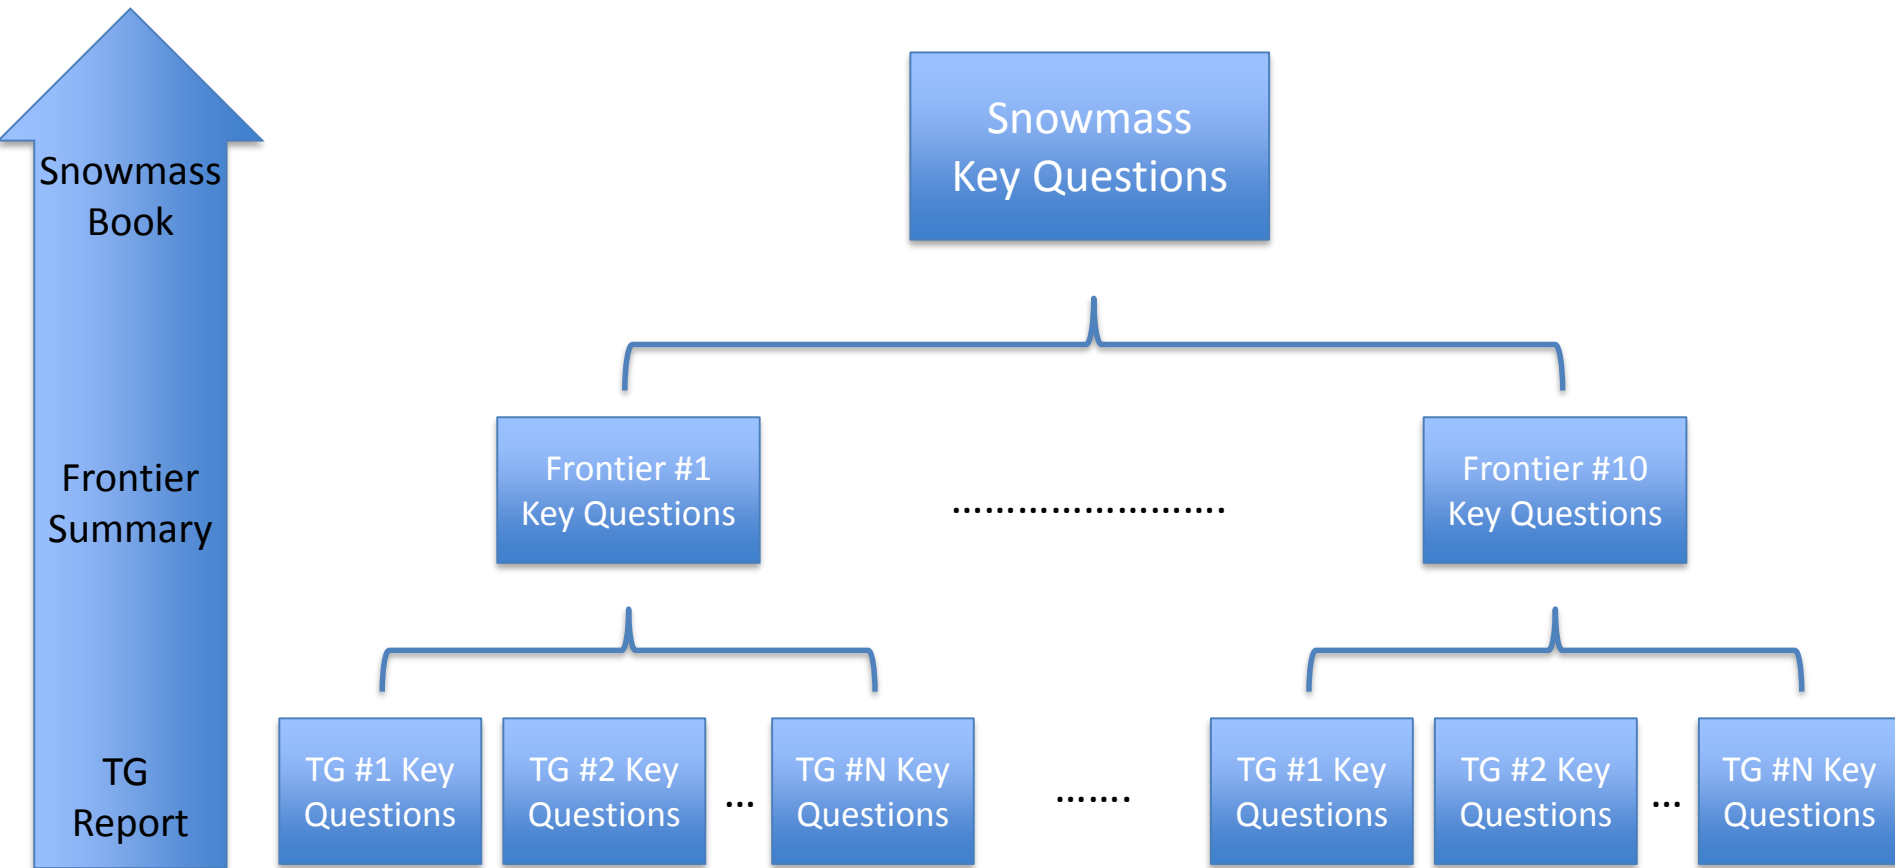 Snowmass
Book
Frontier
Summary
TG
Report
Snowmass
Key Questions
Frontier #1
Key Questions
…………………….
Frontier #10
Key Questions
TG #1 Key
Questions
TG #2 Key
Questions
...
TG #N Key
Questions
.......
TG #1 Key
Questions
TG #2 Key
Questions
...
TG #N Key
Questions